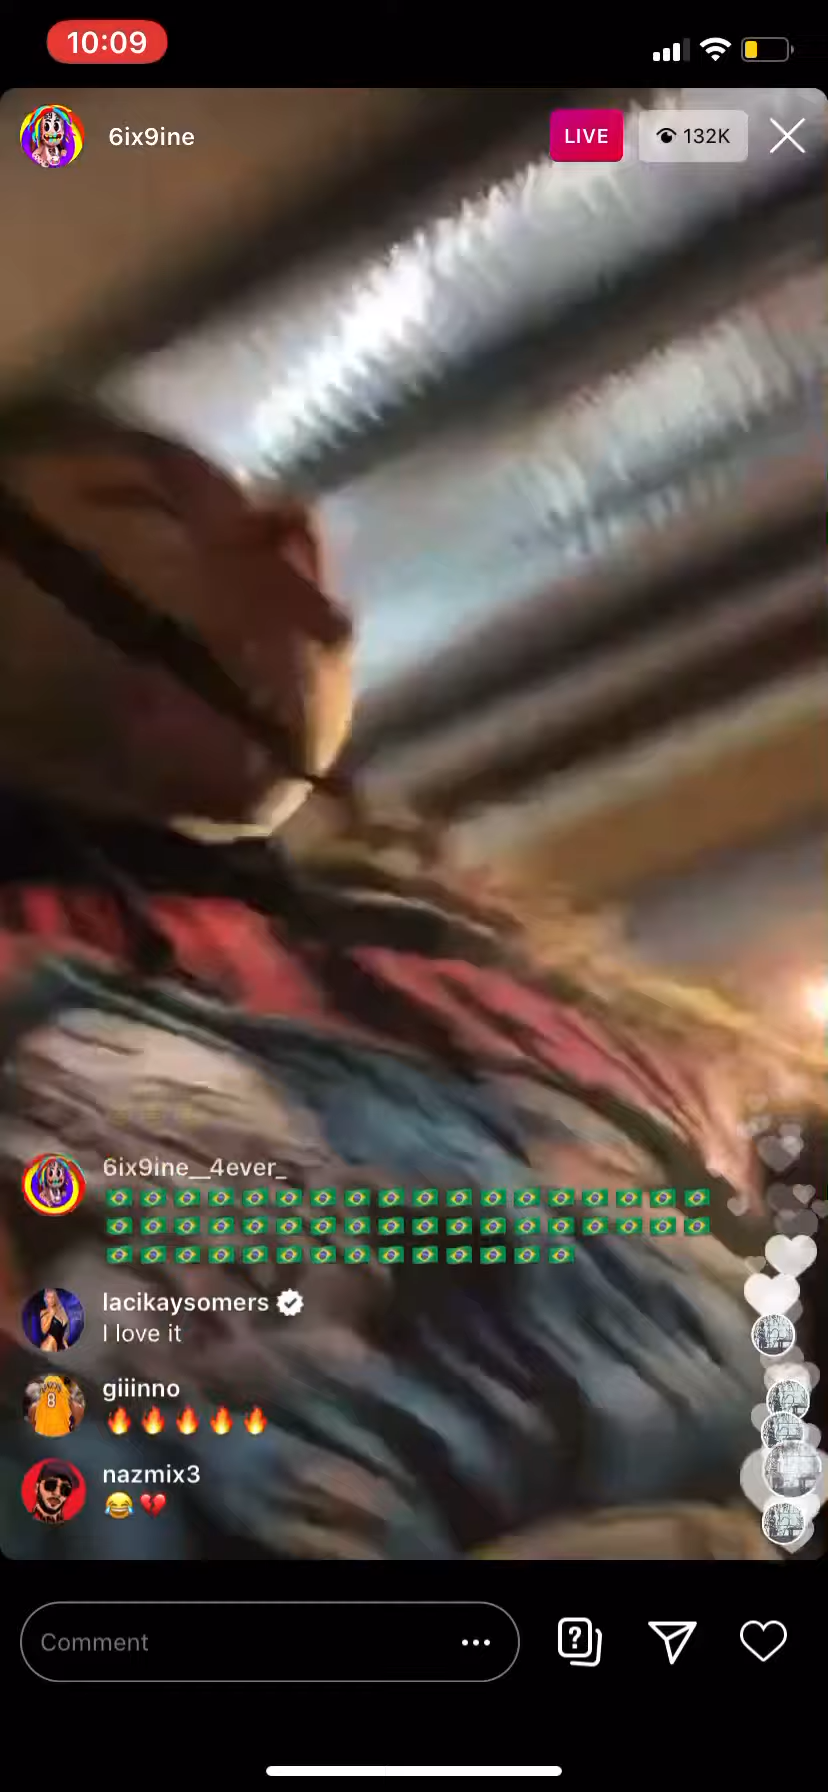 10:09
6ix9ine
LIVE
132K
6ix9ine__4ever_
🇧🇷🇧🇷🇧🇷🇧🇷🇧🇷🇧🇷🇧🇷🇧🇷🇧🇷🇧🇷🇧🇷🇧🇷🇧🇷🇧🇷🇧🇷🇧🇷🇧🇷🇧🇷
🇧🇷🇧🇷🇧🇷🇧🇷🇧🇷🇧🇷🇧🇷🇧🇷🇧🇷🇧🇷🇧🇷🇧🇷🇧🇷🇧🇷🇧🇷🇧🇷🇧🇷🇧🇷
🇧🇷🇧🇷🇧🇷🇧🇷🇧🇷🇧🇷🇧🇷🇧🇷🇧🇷🇧🇷🇧🇷🇧🇷🇧🇷🇧🇷
lacikaysomers
I love it
giiinno
🔥🔥🔥🔥🔥
nazmix3
😂💔
Comment